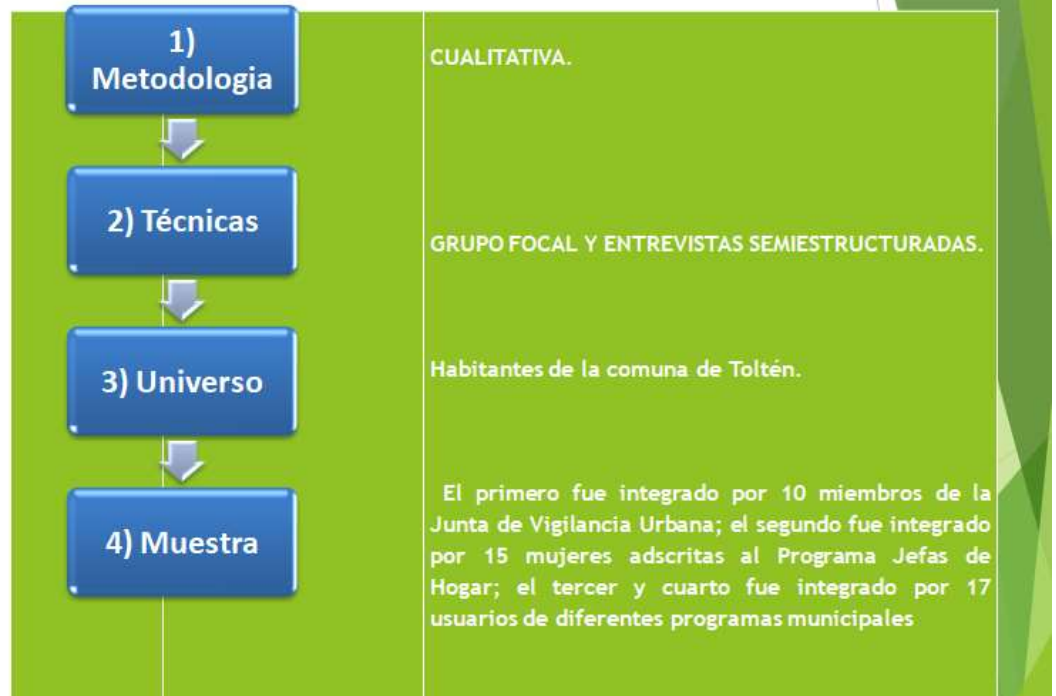 1)
Metodologia
CUALITATIVA.
2) Técnicas
GRUPO FOCAL Y ENTREVISTAS SEMIESTRUCTURADAS.
3) Universo
Habitantes de la comuna de Toltén.
4) Muestra
El primero fue integrado por 10 miembros de la
Junta de Vigilancia Urbana; el segundo fue integrado
por 15 mujeres adscritas al Programa Jefas de
Hogar; el tercer y cuarto fue integrado por 17
usuarios de diferentes programas municipales